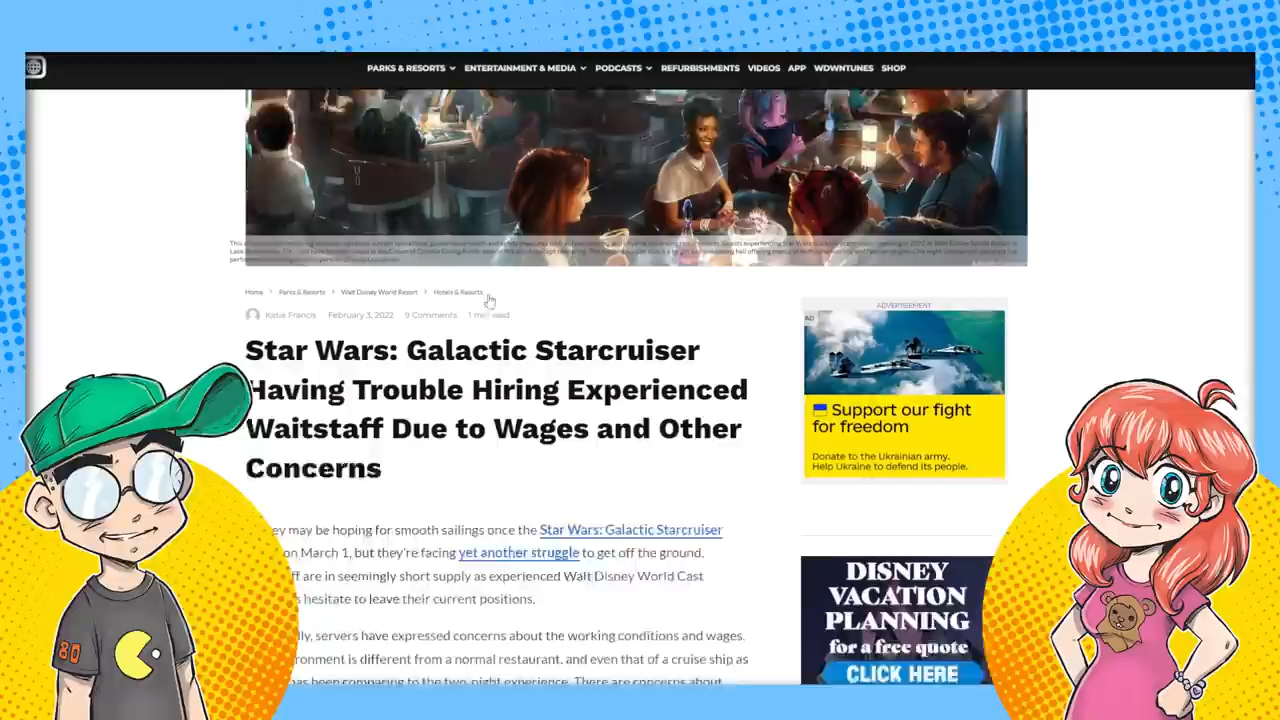 PARKS & RESORTS ENTERTAINMENT & MEDIA PODCASTS REFURBISHMENTS VIDEOS APP WDWNTUNES SHOP
Home > Parks & Resorts > Walt Disney World Resort > Hotels & Resorts
Katie Francis February 3, 2022 9 Comments 1 min read
Star Wars: Galactic Starcruiser
Having Trouble Hiring Experienced
Waitstaff Due to Wages and Other
Concerns
ey may be hoping for smooth sailings once the Star Wars: Galactic Starcruiser
on March 1, but they're facing yet another struggle to get off the ground.
ff are in seemingly short supply as experienced Walt Disney World Cast
s hesitate to leave their current positions.
lly, servers have expressed concerns about the working conditions and wages.
ronment is different from a normal restaurant, and even that of a cruise ship as
has been comparing to the two-night experience. There are concerns about
ADVERTISEMENT
AD
Support our fight
for freedom
Donate to the Ukrainian army.
Help Ukraine to defend its people.
DISNEY
VACATION
PLANNING
for a free quote
CLICK HERE
80